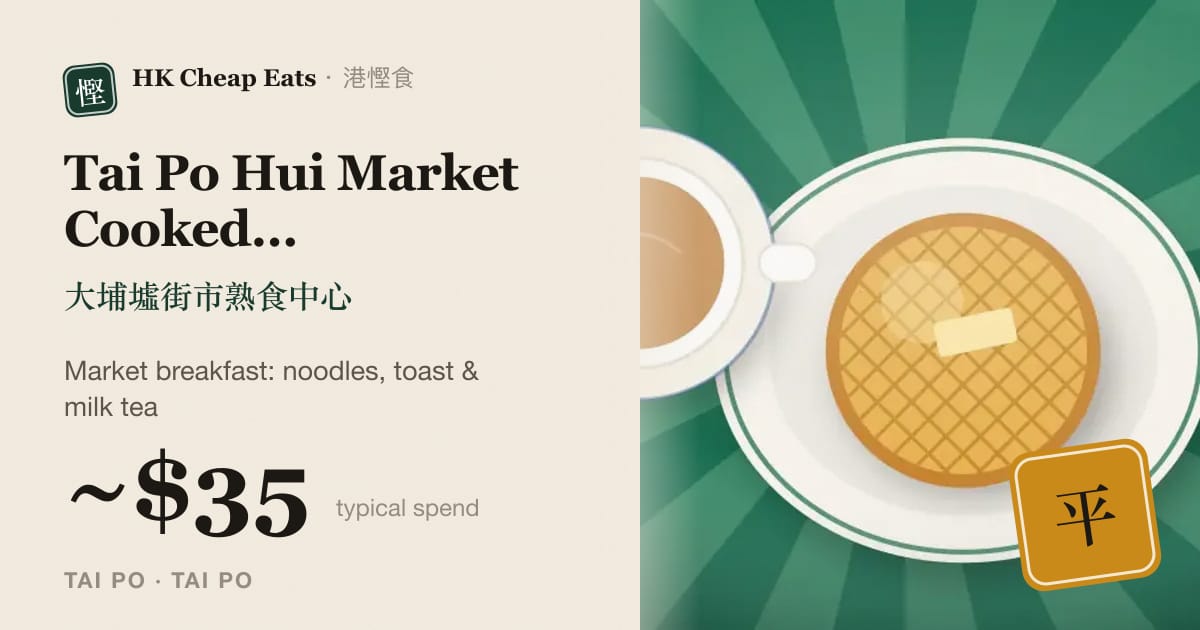 慳 HK Cheap Eats · 港慳食
Tai Po Hui Market
Cooked...
大埔墟街市熟食中心
Market breakfast: noodles, toast &
milk tea
~$35 typical spend
TAI PO · TAI PO
平